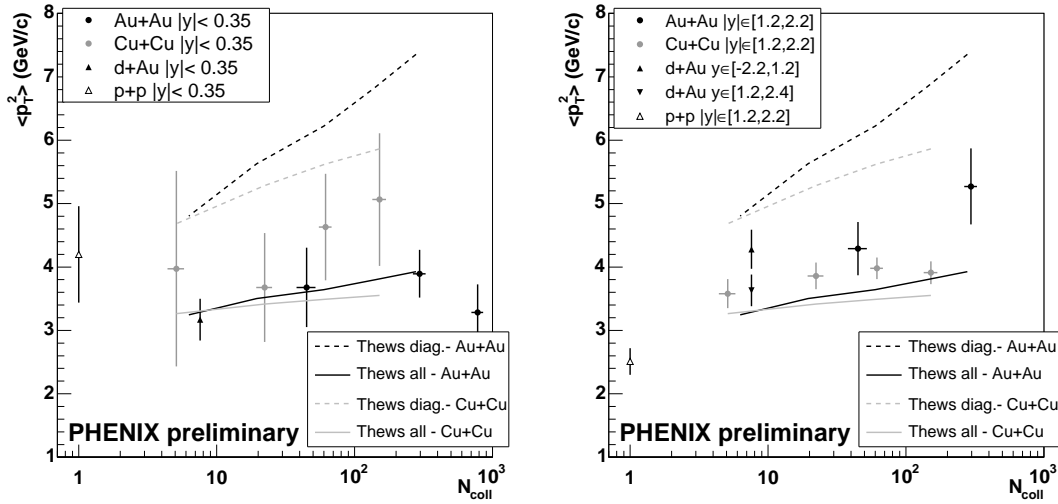 <p_T^2> (GeV/c)
8
7
6
5
4
3
2
1
Au+Au |y|< 0.35
Cu+Cu |y|< 0.35
d+Au |y|< 0.35
p+p |y|< 0.35
Thews diag.- Au+Au
Thews all - Au+Au
Thews diag.- Cu+Cu
Thews all - Cu+Cu
PHENIX preliminary
1 10 10^2 10^3
N_coll
<p_T^2> (GeV/c)
8
7
6
5
4
3
2
1
Au+Au |y|∈[1.2,2.2]
Cu+Cu |y|∈[1.2,2.2]
d+Au y∈[-2.2,1.2]
d+Au y∈[1.2,2.4]
p+p |y|∈[1.2,2.2]
Thews diag.- Au+Au
Thews all - Au+Au
Thews diag.- Cu+Cu
Thews all - Cu+Cu
PHENIX preliminary
1 10 10^2 10^3
N_coll